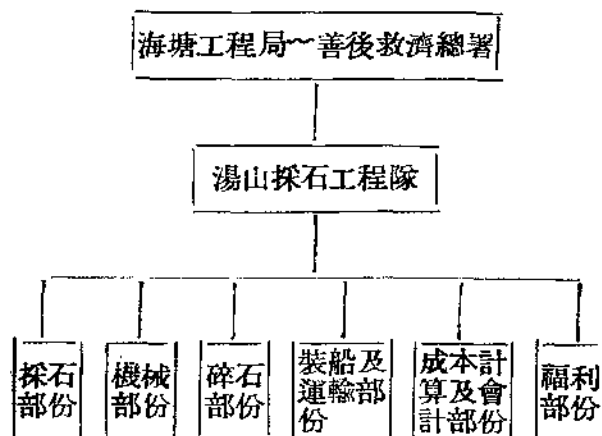 海塘工程局～善後救濟總署
湯山採石工程隊
採石
部份
機械
部份
碎石
部份
裝船及
運輸部
份
成本計
算及會
計部份
福利
部份